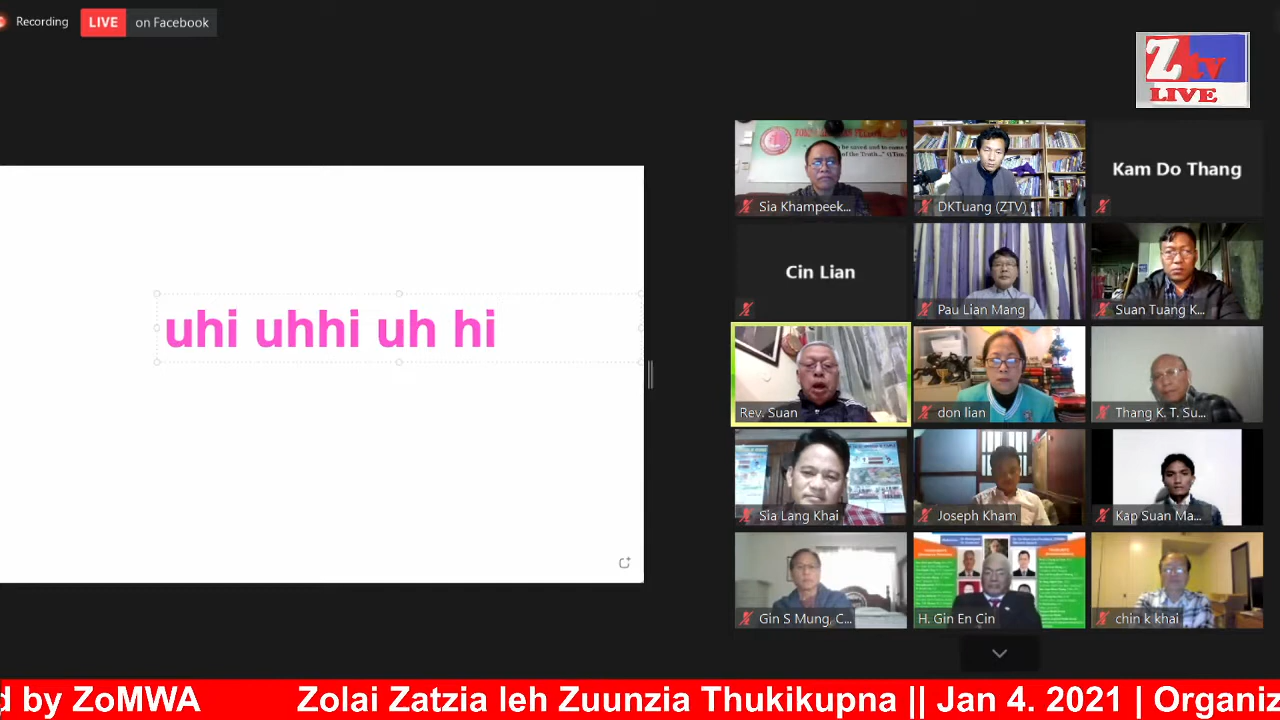 Recording
LIVE on Facebook
Z tv
LIVE
uhi uhhi uh hi
Sia Khampeek...
DKTuang (ZTV)
Kam Do Thang
Cin Lian
Pau Lian Mang
Suan Tuang K...
Rev. Suan
don lian
Thang K. T. Su...
Sia Lang Khai
Joseph Kham
Kap Suan Ma...
Gin S Mung, C...
H. Gin En Cin
chin k khai
d by ZoMWA Zolai Zatzia leh Zuunzia Thukikupna || Jan 4. 2021 | Organiz